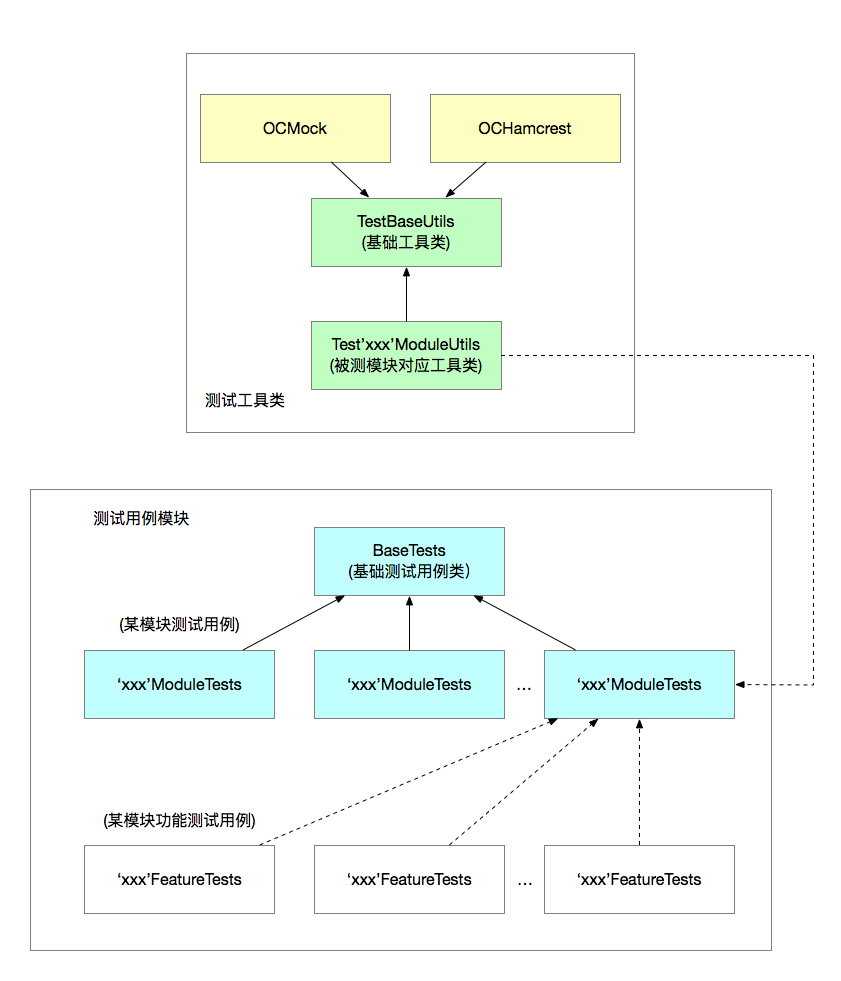 OCMock
OCHamcrest
TestBaseUtils
(基础工具类)
Test’xxx’ModuleUtils
(被测模块对应工具类)
测试工具类
测试用例模块
BaseTests
(基础测试用例类）
(某模块测试用例)
‘xxx’ModuleTests
‘xxx’ModuleTests
...
‘xxx’ModuleTests
(某模块功能测试用例)
‘xxx’FeatureTests
‘xxx’FeatureTests
...
‘xxx’FeatureTests